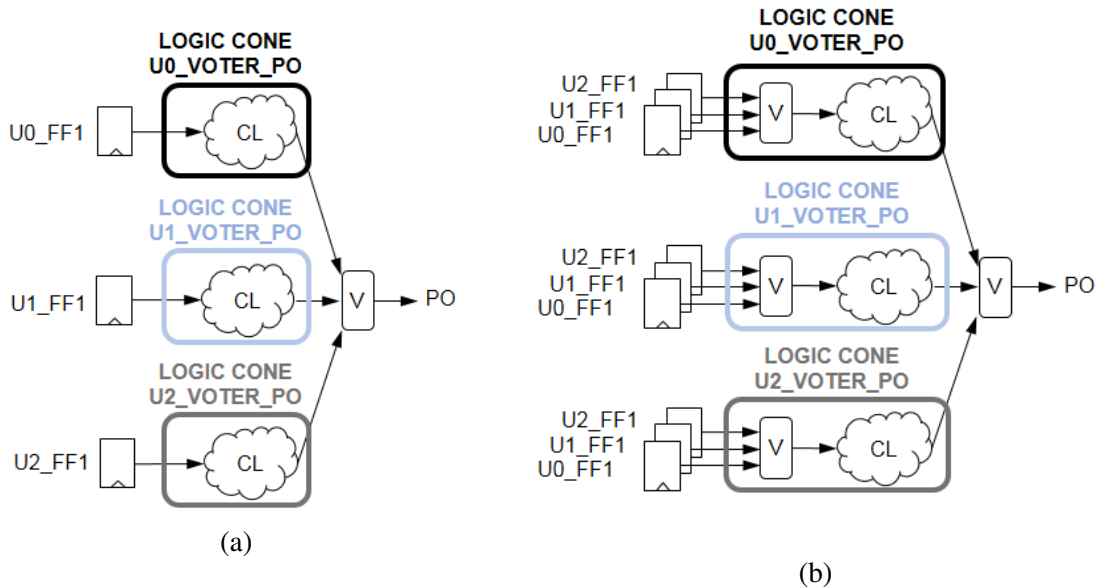 LOGIC CONE
U0_VOTER_PO
U0_FF1
CL
LOGIC CONE
U1_VOTER_PO
U1_FF1
CL
V
PO
LOGIC CONE
U2_VOTER_PO
U2_FF1
CL
(a)
LOGIC CONE
U0_VOTER_PO
U2_FF1
U1_FF1
U0_FF1
V
CL
LOGIC CONE
U1_VOTER_PO
U2_FF1
U1_FF1
U0_FF1
V
CL
V
PO
LOGIC CONE
U2_VOTER_PO
U2_FF1
U1_FF1
U0_FF1
V
CL
(b)